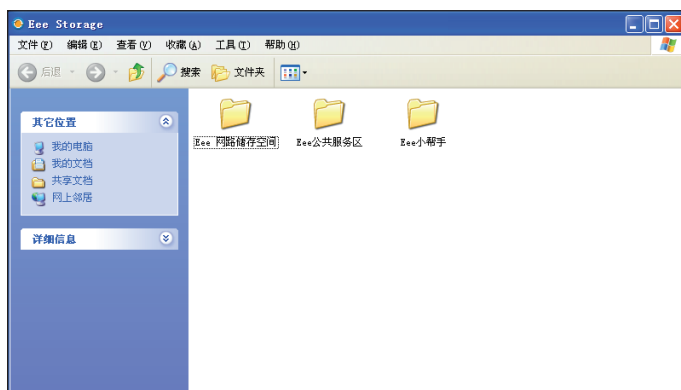 Eee Storage
文件(F) 编辑(E) 查看(V) 收藏(A) 工具(T) 帮助(H)
后退 搜索 文件夹
其它位置
我的电脑
我的文档
共享文档
网上邻居
详细信息
Eee 网路储存空间 Eee公共服务区 Eee小帮手